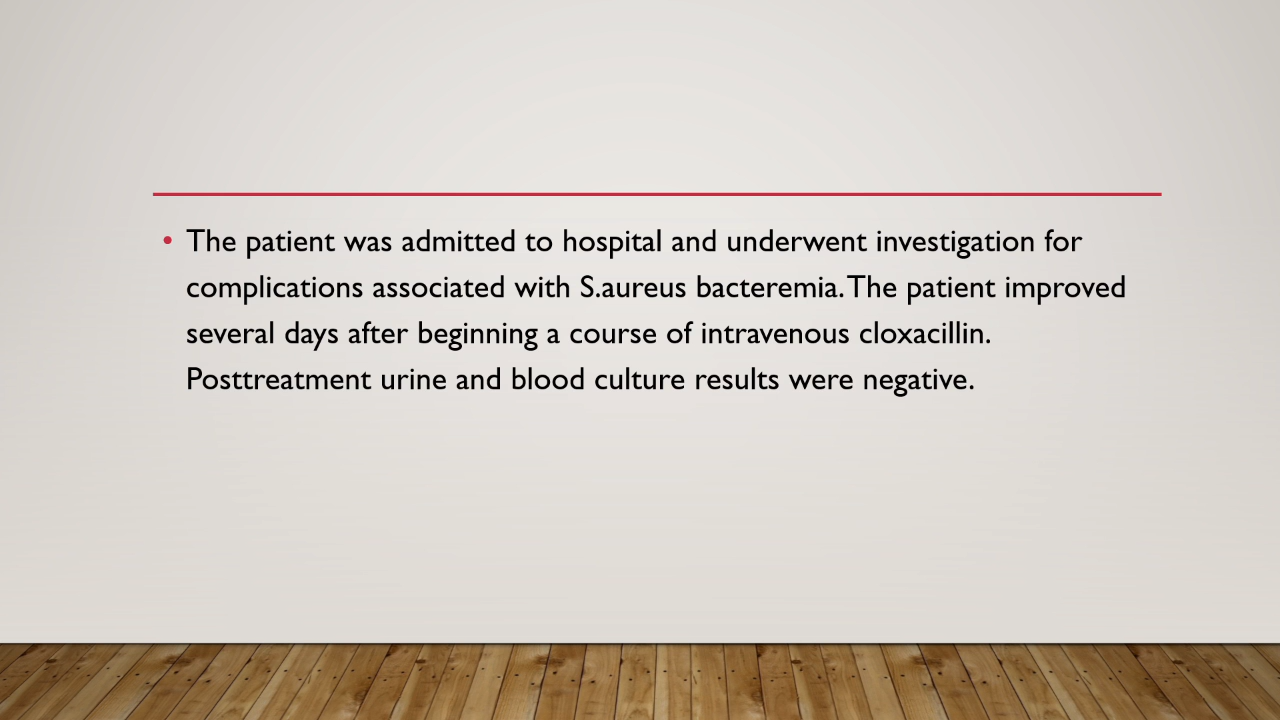 • The patient was admitted to hospital and underwent investigation for
complications associated with S.aureus bacteremia. The patient improved
several days after beginning a course of intravenous cloxacillin.
Posttreatment urine and blood culture results were negative.